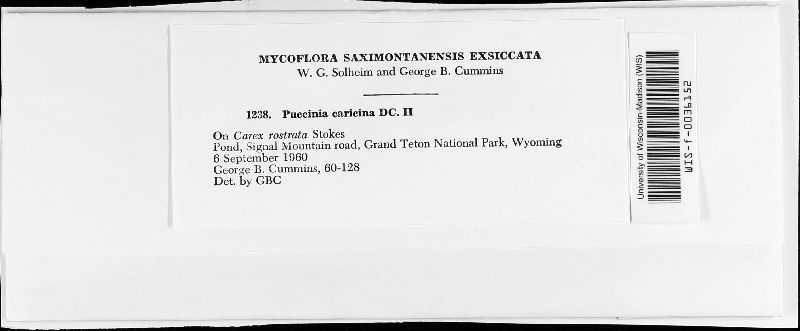 MYCOFLORA SAXIMONTANENSIS EXSICCATA
W. G. Solheim and George B. Cummins
1238. Puccinia caricina DC. II
On Carex rostrata Stokes
Pond, Signal Mountain road, Grand Teton National Park, Wyoming
6 September 1960
George B. Cummins, 60-128
Det. by GBC
University of Wisconsin-Madison (WIS)
WIS-f-0039152